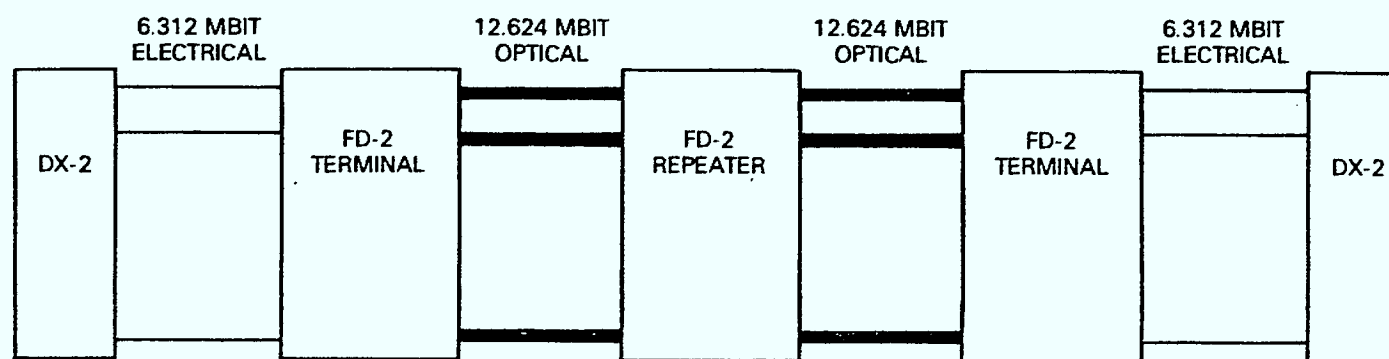 6.312 MBIT
ELECTRICAL
12.624 MBIT
OPTICAL
12.624 MBIT
OPTICAL
6.312 MBIT
ELECTRICAL
DX-2
FD-2
TERMINAL
FD-2
REPEATER
FD-2
TERMINAL
DX-2